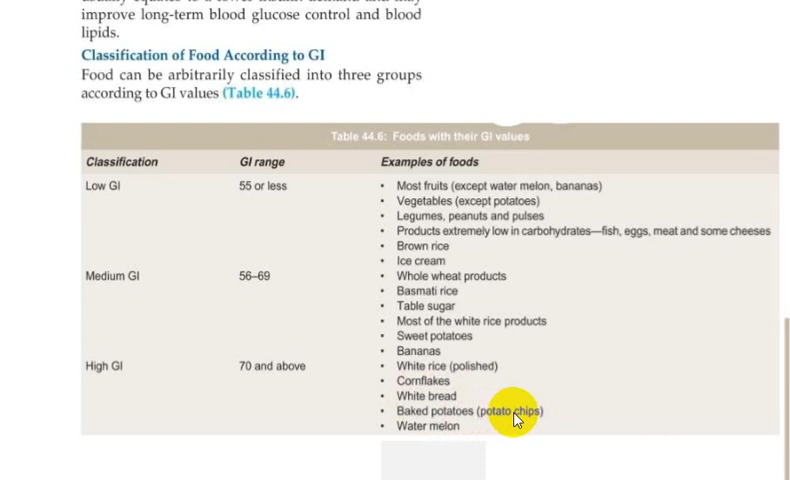 improve long-term blood glucose control and blood
lipids.
Classification of Food According to GI
Food can be arbitrarily classified into three groups
according to GI values (Table 44.6).
Table 44.6: Foods with their GI values
Classification GI range Examples of foods
Low GI 55 or less • Most fruits (except water melon, bananas)
• Vegetables (except potatoes)
• Legumes, peanuts and pulses
• Products extremely low in carbohydrates—fish, eggs, meat and some cheeses
• Brown rice
• Ice cream
Medium GI 56–69 • Whole wheat products
• Basmati rice
• Table sugar
• Most of the white rice products
• Sweet potatoes
• Bananas
High GI 70 and above • White rice (polished)
• Cornflakes
• White bread
• Baked potatoes (potato chips)
• Water melon